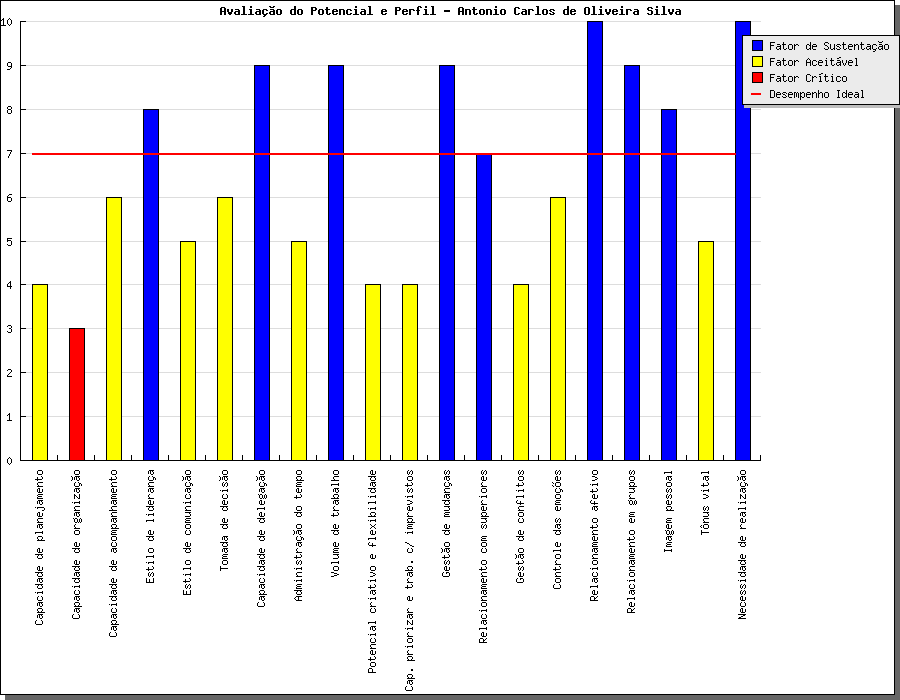 Avaliação do Potencial e Perfil - Antonio Carlos de Oliveira Silva
Fator de Sustentação
Fator Aceitável
Fator Crítico
Desempenho Ideal
10
9
8
7
6
5
4
3
2
1
0
Capacidade de planejamento
Capacidade de organização
Capacidade de acompanhamento
Estilo de liderança
Estilo de comunicação
Tomada de decisão
Capacidade de delegação
Administração do tempo
Volume de trabalho
Potencial criativo e flexibilidade
Cap. priorizar e trab. c/ imprevistos
Gestão de mudanças
Relacionamento com superiores
Gestão de conflitos
Controle das emoções
Relacionamento afetivo
Relacionamento em grupos
Imagem pessoal
Tônus vital
Necessidade de realização